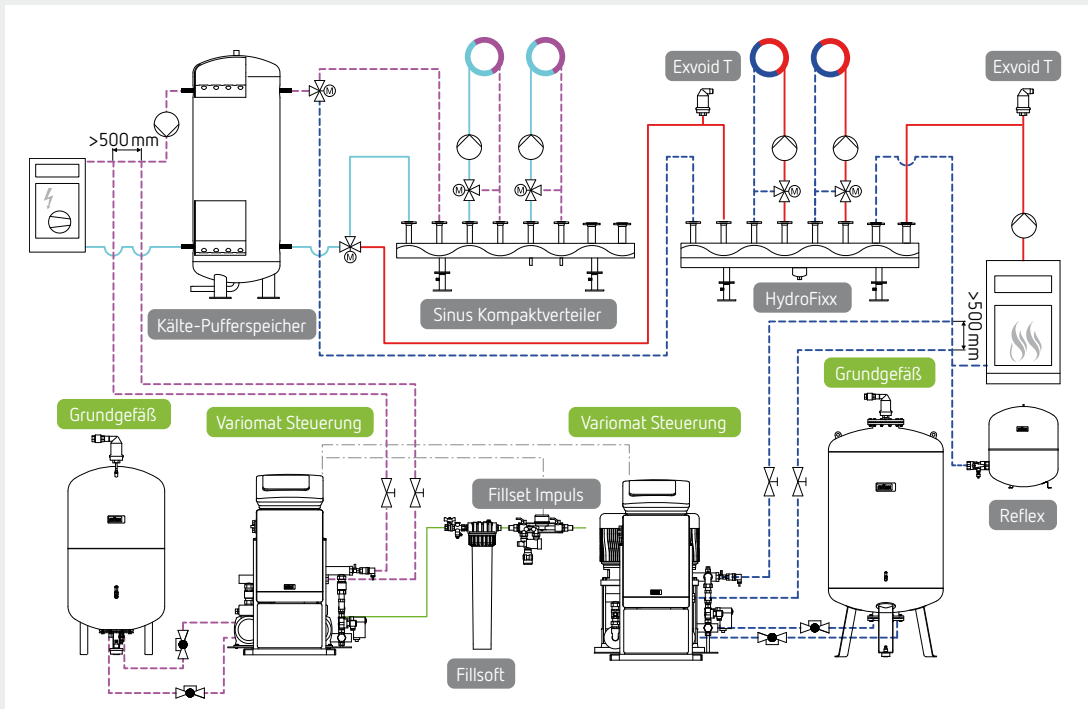 Exvoid T
Exvoid T
>500 mm
M
M
M
M
M
M
Kälte-Pufferspeicher
Sinus Kompaktverteiler
HydroFixx
>500 mm
Grundgefäß
Grundgefäß
Variomat Steuerung
Variomat Steuerung
Fillset Impuls
Reflex
Fillsoft